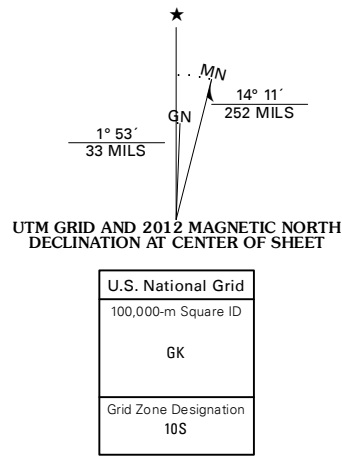 MN
GN
14° 11´
252 MILS
1° 53´
33 MILS
UTM GRID AND 2012 MAGNETIC NORTH
DECLINATION AT CENTER OF SHEET
U.S. National Grid
100,000-m Square ID
GK
Grid Zone Designation
10S